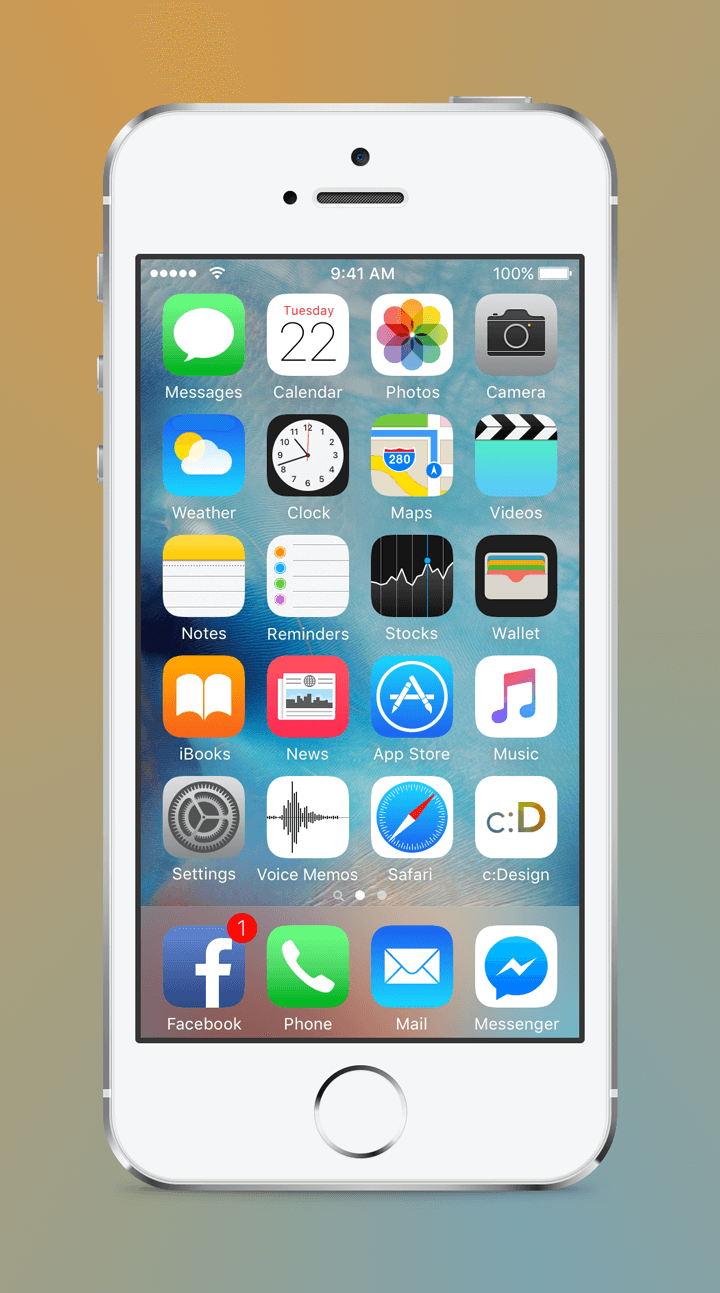 9:41 AM 100%
Tuesday
22
Messages Calendar Photos Camera
12
1
2
3
4
5
6
7
8
9
10
11
280
Weather Clock Maps Videos
Notes Reminders Stocks Wallet
iBooks News App Store Music
c:D
Settings Voice Memos Safari c:Design
1
f
Facebook Phone Mail Messenger